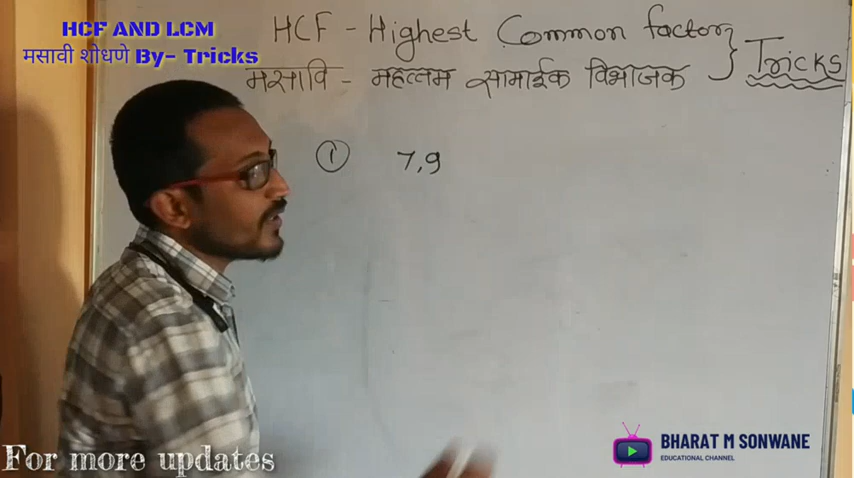 HCF AND LCM
मसावी शोधणे By- Tricks
HCF - Highest Common factor } Tricks
मसावि - महत्तम सामाईक विभाजक
① 7,9
BHARAT M SONWANE
EDUCATIONAL CHANNEL
For more updates